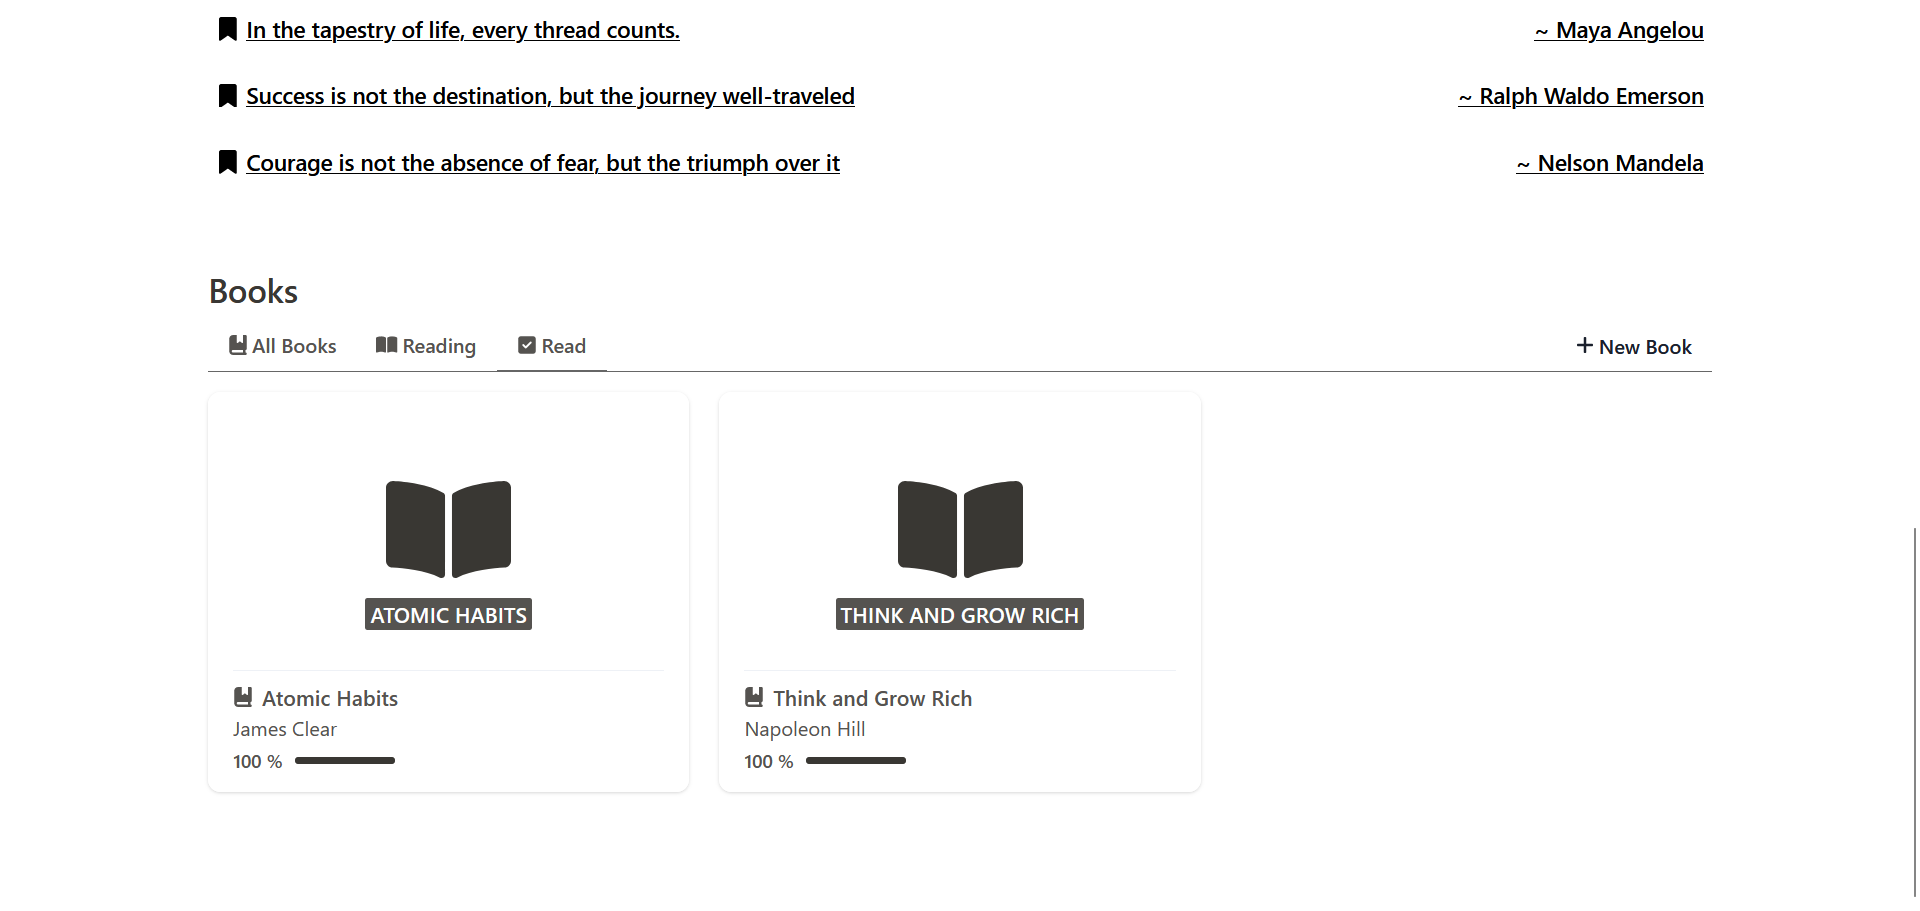 In the tapestry of life, every thread counts. ~ Maya Angelou
Success is not the destination, but the journey well-traveled ~ Ralph Waldo Emerson
Courage is not the absence of fear, but the triumph over it ~ Nelson Mandela
Books
All Books Reading Read + New Book
ATOMIC HABITS
Atomic Habits
James Clear
100 %
THINK AND GROW RICH
Think and Grow Rich
Napoleon Hill
100 %